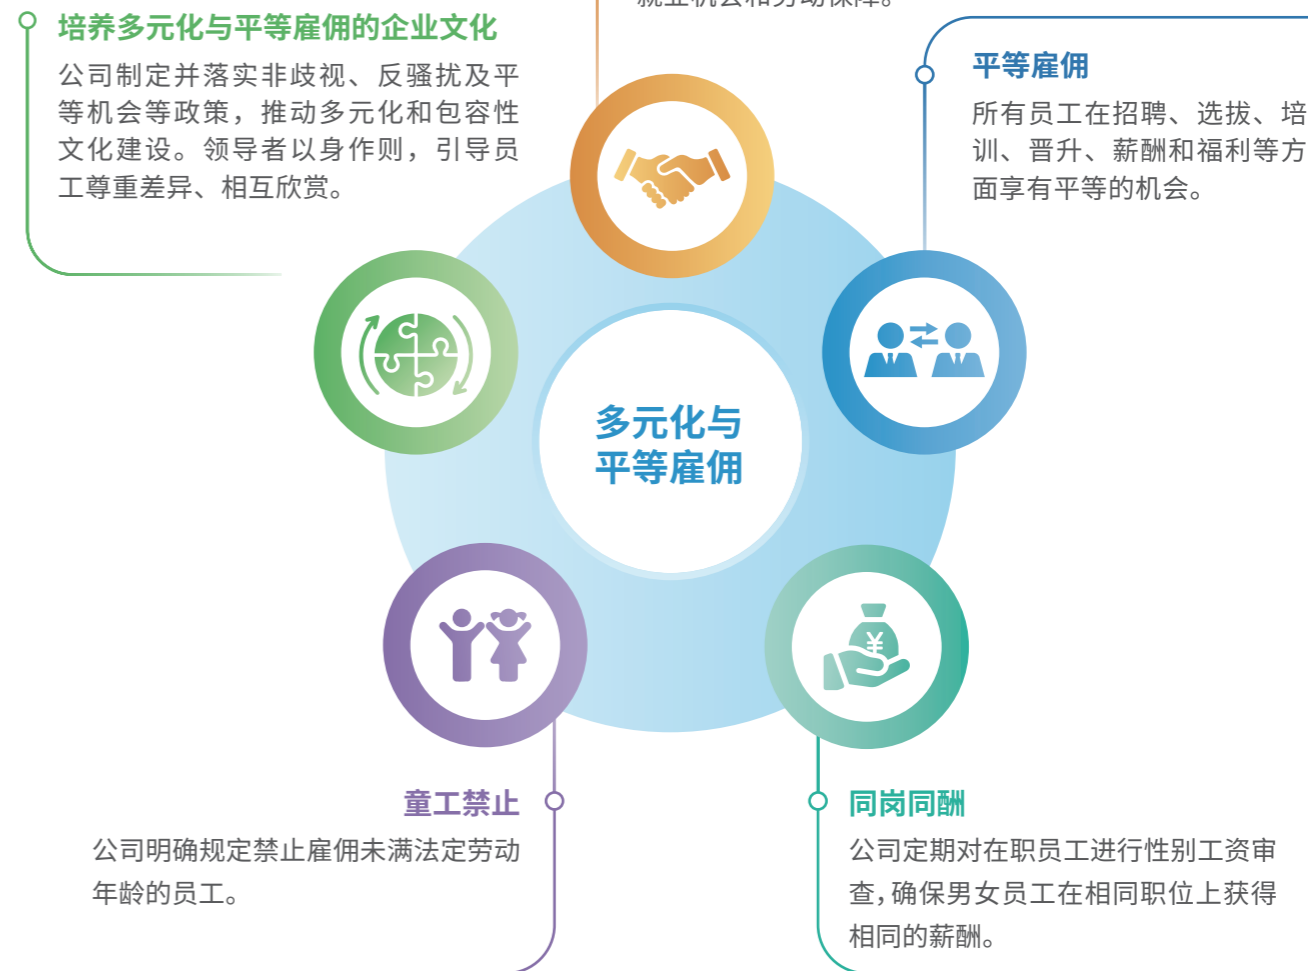 就业机会和劳动保障。
培养多元化与平等雇佣的企业文化
公司制定并落实非歧视、反骚扰及平
等机会等政策，推动多元化和包容性
文化建设。领导者以身作则，引导员
工尊重差异、相互欣赏。
平等雇佣
所有员工在招聘、选拔、培
训、晋升、薪酬和福利等方
面享有平等的机会。
多元化与
平等雇佣
¥
童工禁止
公司明确规定禁止雇佣未满法定劳动
年龄的员工。
同岗同酬
公司定期对在职员工进行性别工资审
查，确保男女员工在相同职位上获得
相同的薪酬。